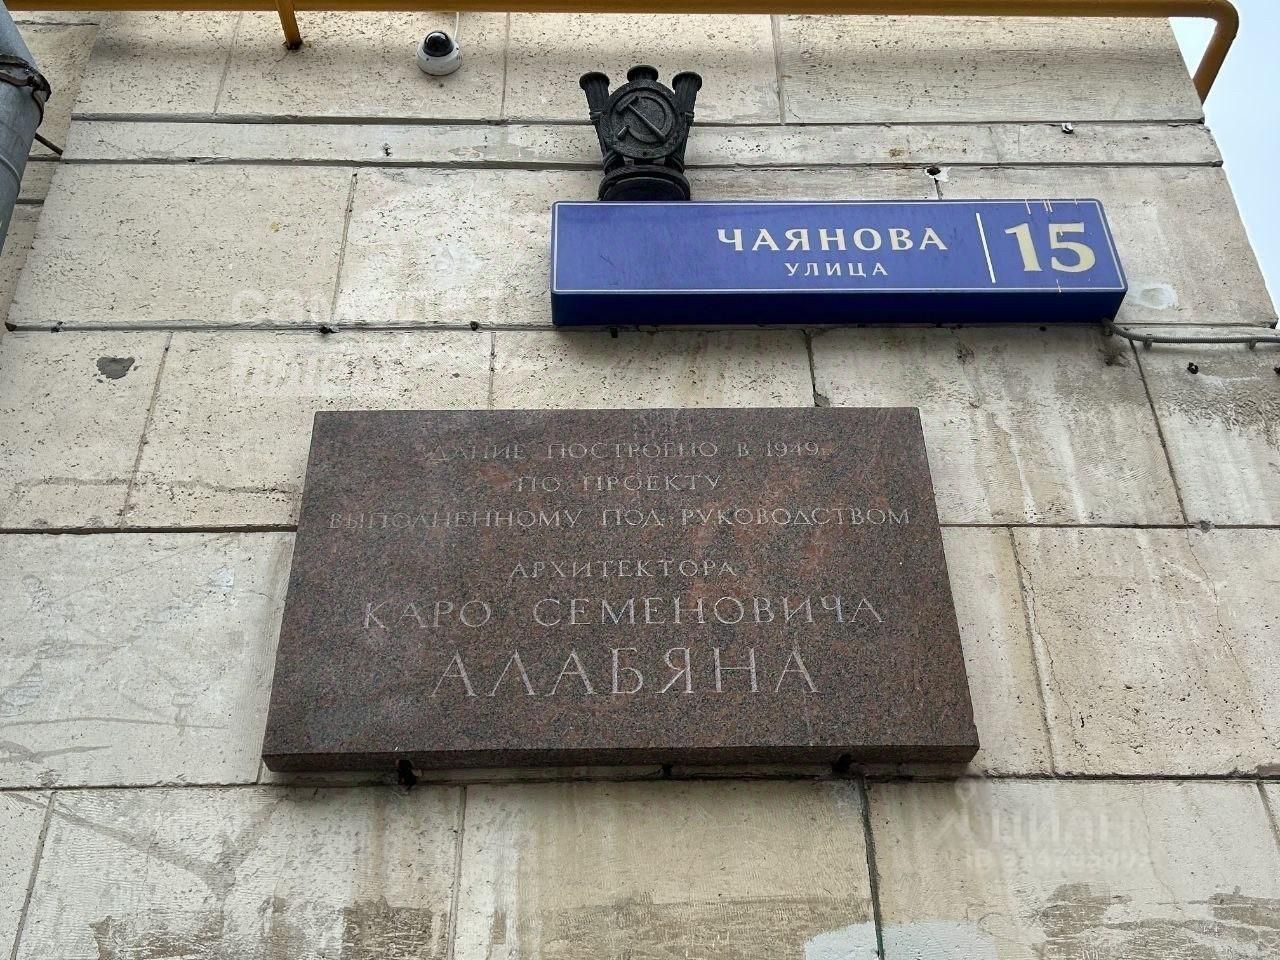 ЧАЯНОВА
УЛИЦА
15
ЗДАНИЕ ПОСТРОЕНО В 1949
ПО ПРОЕКТУ
ВЫПОЛНЕННОМУ ПОД РУКОВОДСТВОМ
АРХИТЕКТОРА
КАРО СЕМЕНОВИЧА
АЛАБЯНА